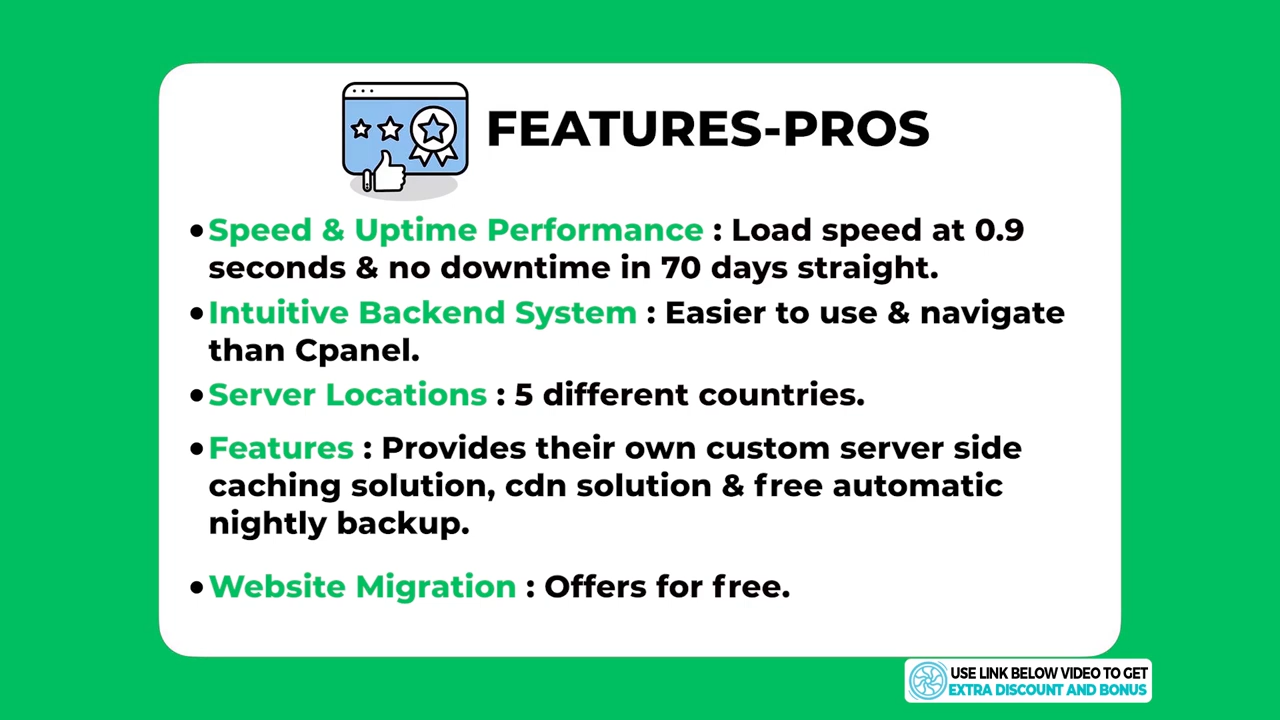 FEATURES-PROS
•Speed & Uptime Performance : Load speed at 0.9
seconds & no downtime in 70 days straight.
•Intuitive Backend System : Easier to use & navigate
than Cpanel.
•Server Locations : 5 different countries.
•Features : Provides their own custom server side
caching solution, cdn solution & free automatic
nightly backup.
•Website Migration : Offers for free.
USE LINK BELOW VIDEO TO GET
EXTRA DISCOUNT AND BONUS